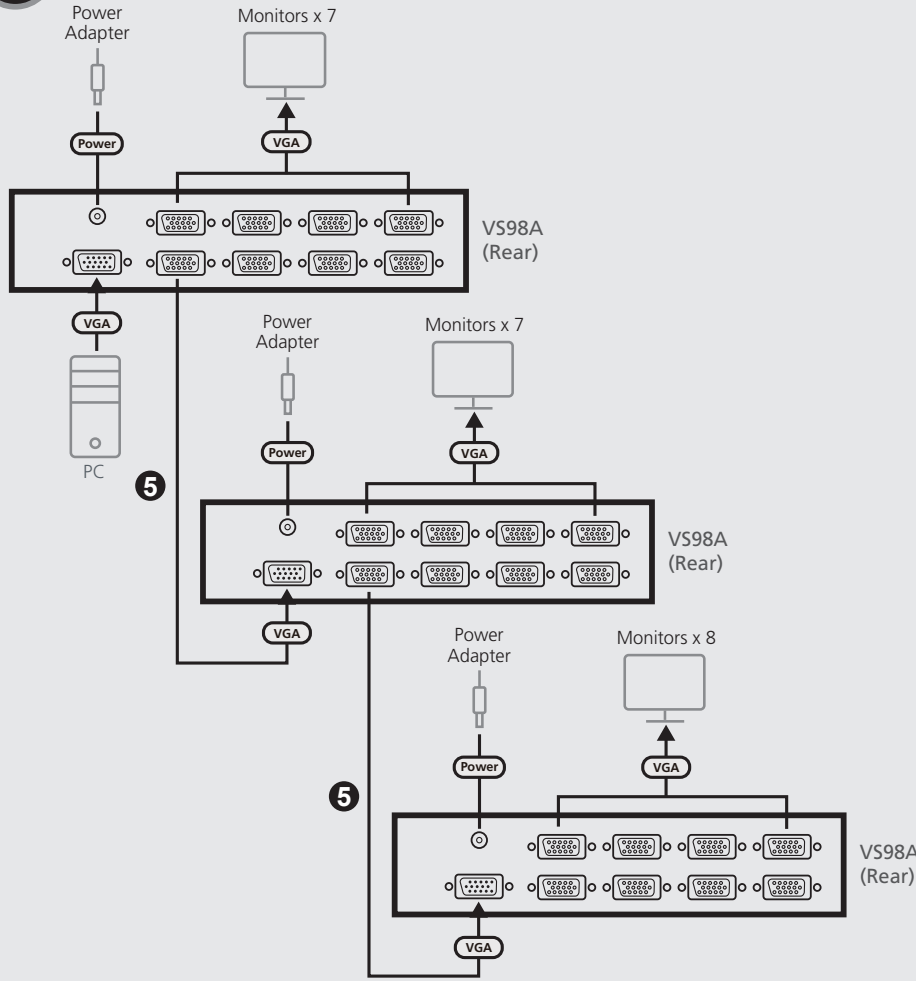 Power
Adapter
Monitors x 7
Power
VGA
VS98A
(Rear)
VGA
PC
5
Power
Adapter
Monitors x 7
Power
VGA
VS98A
(Rear)
VGA
5
Power
Adapter
Monitors x 8
Power
VGA
VS98A
(Rear)
VGA